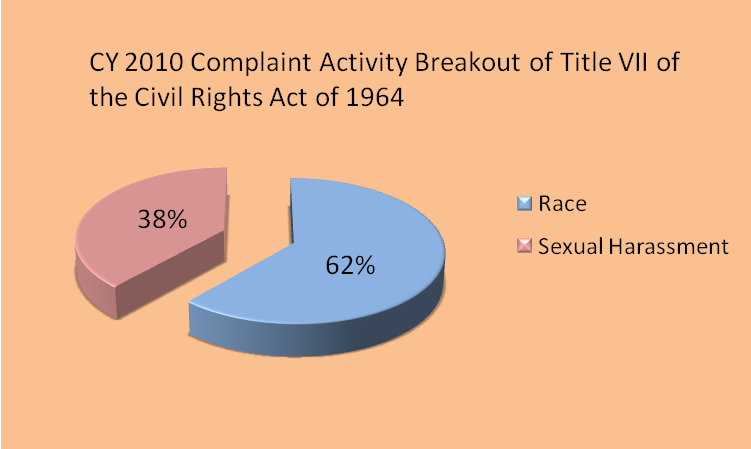 CY 2010 Complaint Activity Breakout of Title VII of
the Civil Rights Act of 1964
38%
62%
Race
Sexual Harassment